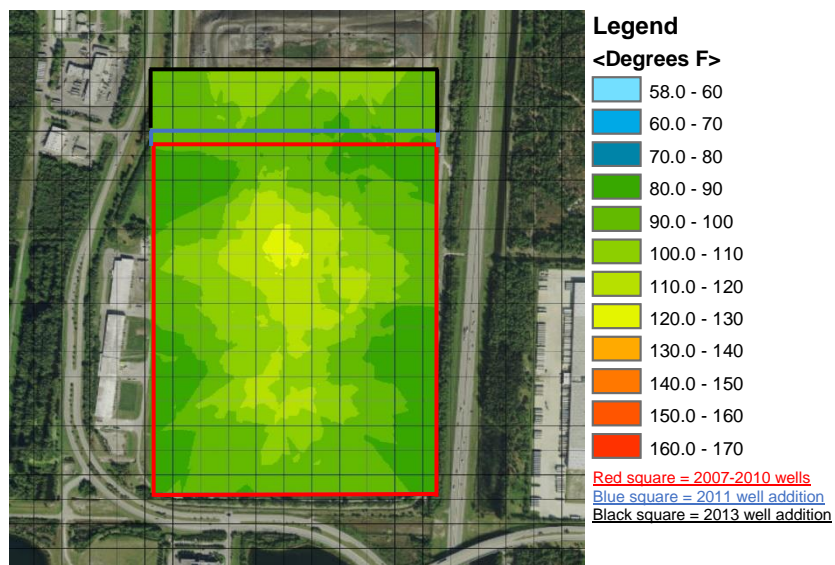 Legend
<Degrees F>
58.0 - 60
60.0 - 70
70.0 - 80
80.0 - 90
90.0 - 100
100.0 - 110
110.0 - 120
120.0 - 130
130.0 - 140
140.0 - 150
150.0 - 160
160.0 - 170
Red square = 2007-2010 wells
Blue square = 2011 well addition
Black square = 2013 well addition